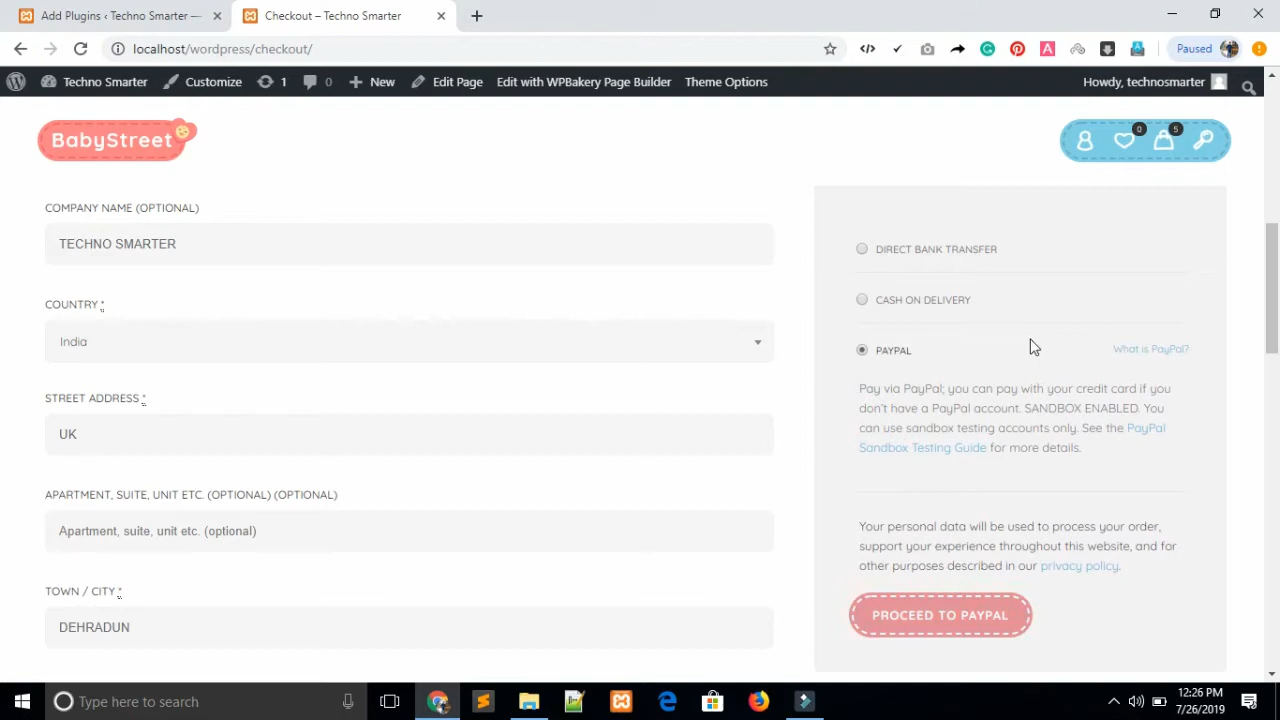 Add Plugins ‹ Techno Smarter —
Checkout – Techno Smarter
localhost/wordpress/checkout/
Paused
Techno Smarter
Customize
1
0
New
Edit Page
Edit with WPBakery Page Builder
Theme Options
Howdy, technosmarter
BabyStreet
0
5
COMPANY NAME (OPTIONAL)
TECHNO SMARTER
COUNTRY *
India
STREET ADDRESS *
UK
APARTMENT, SUITE, UNIT ETC. (OPTIONAL) (OPTIONAL)
Apartment, suite, unit etc. (optional)
TOWN / CITY *
DEHRADUN
DIRECT BANK TRANSFER
CASH ON DELIVERY
PAYPAL
What is PayPal?
Pay via PayPal; you can pay with your credit card if you
don't have a PayPal account. SANDBOX ENABLED. You
can use sandbox testing accounts only. See the PayPal
Sandbox Testing Guide for more details.
Your personal data will be used to process your order,
support your experience throughout this website, and for
other purposes described in our privacy policy.
PROCEED TO PAYPAL
Type here to search
12:26 PM
7/26/2019